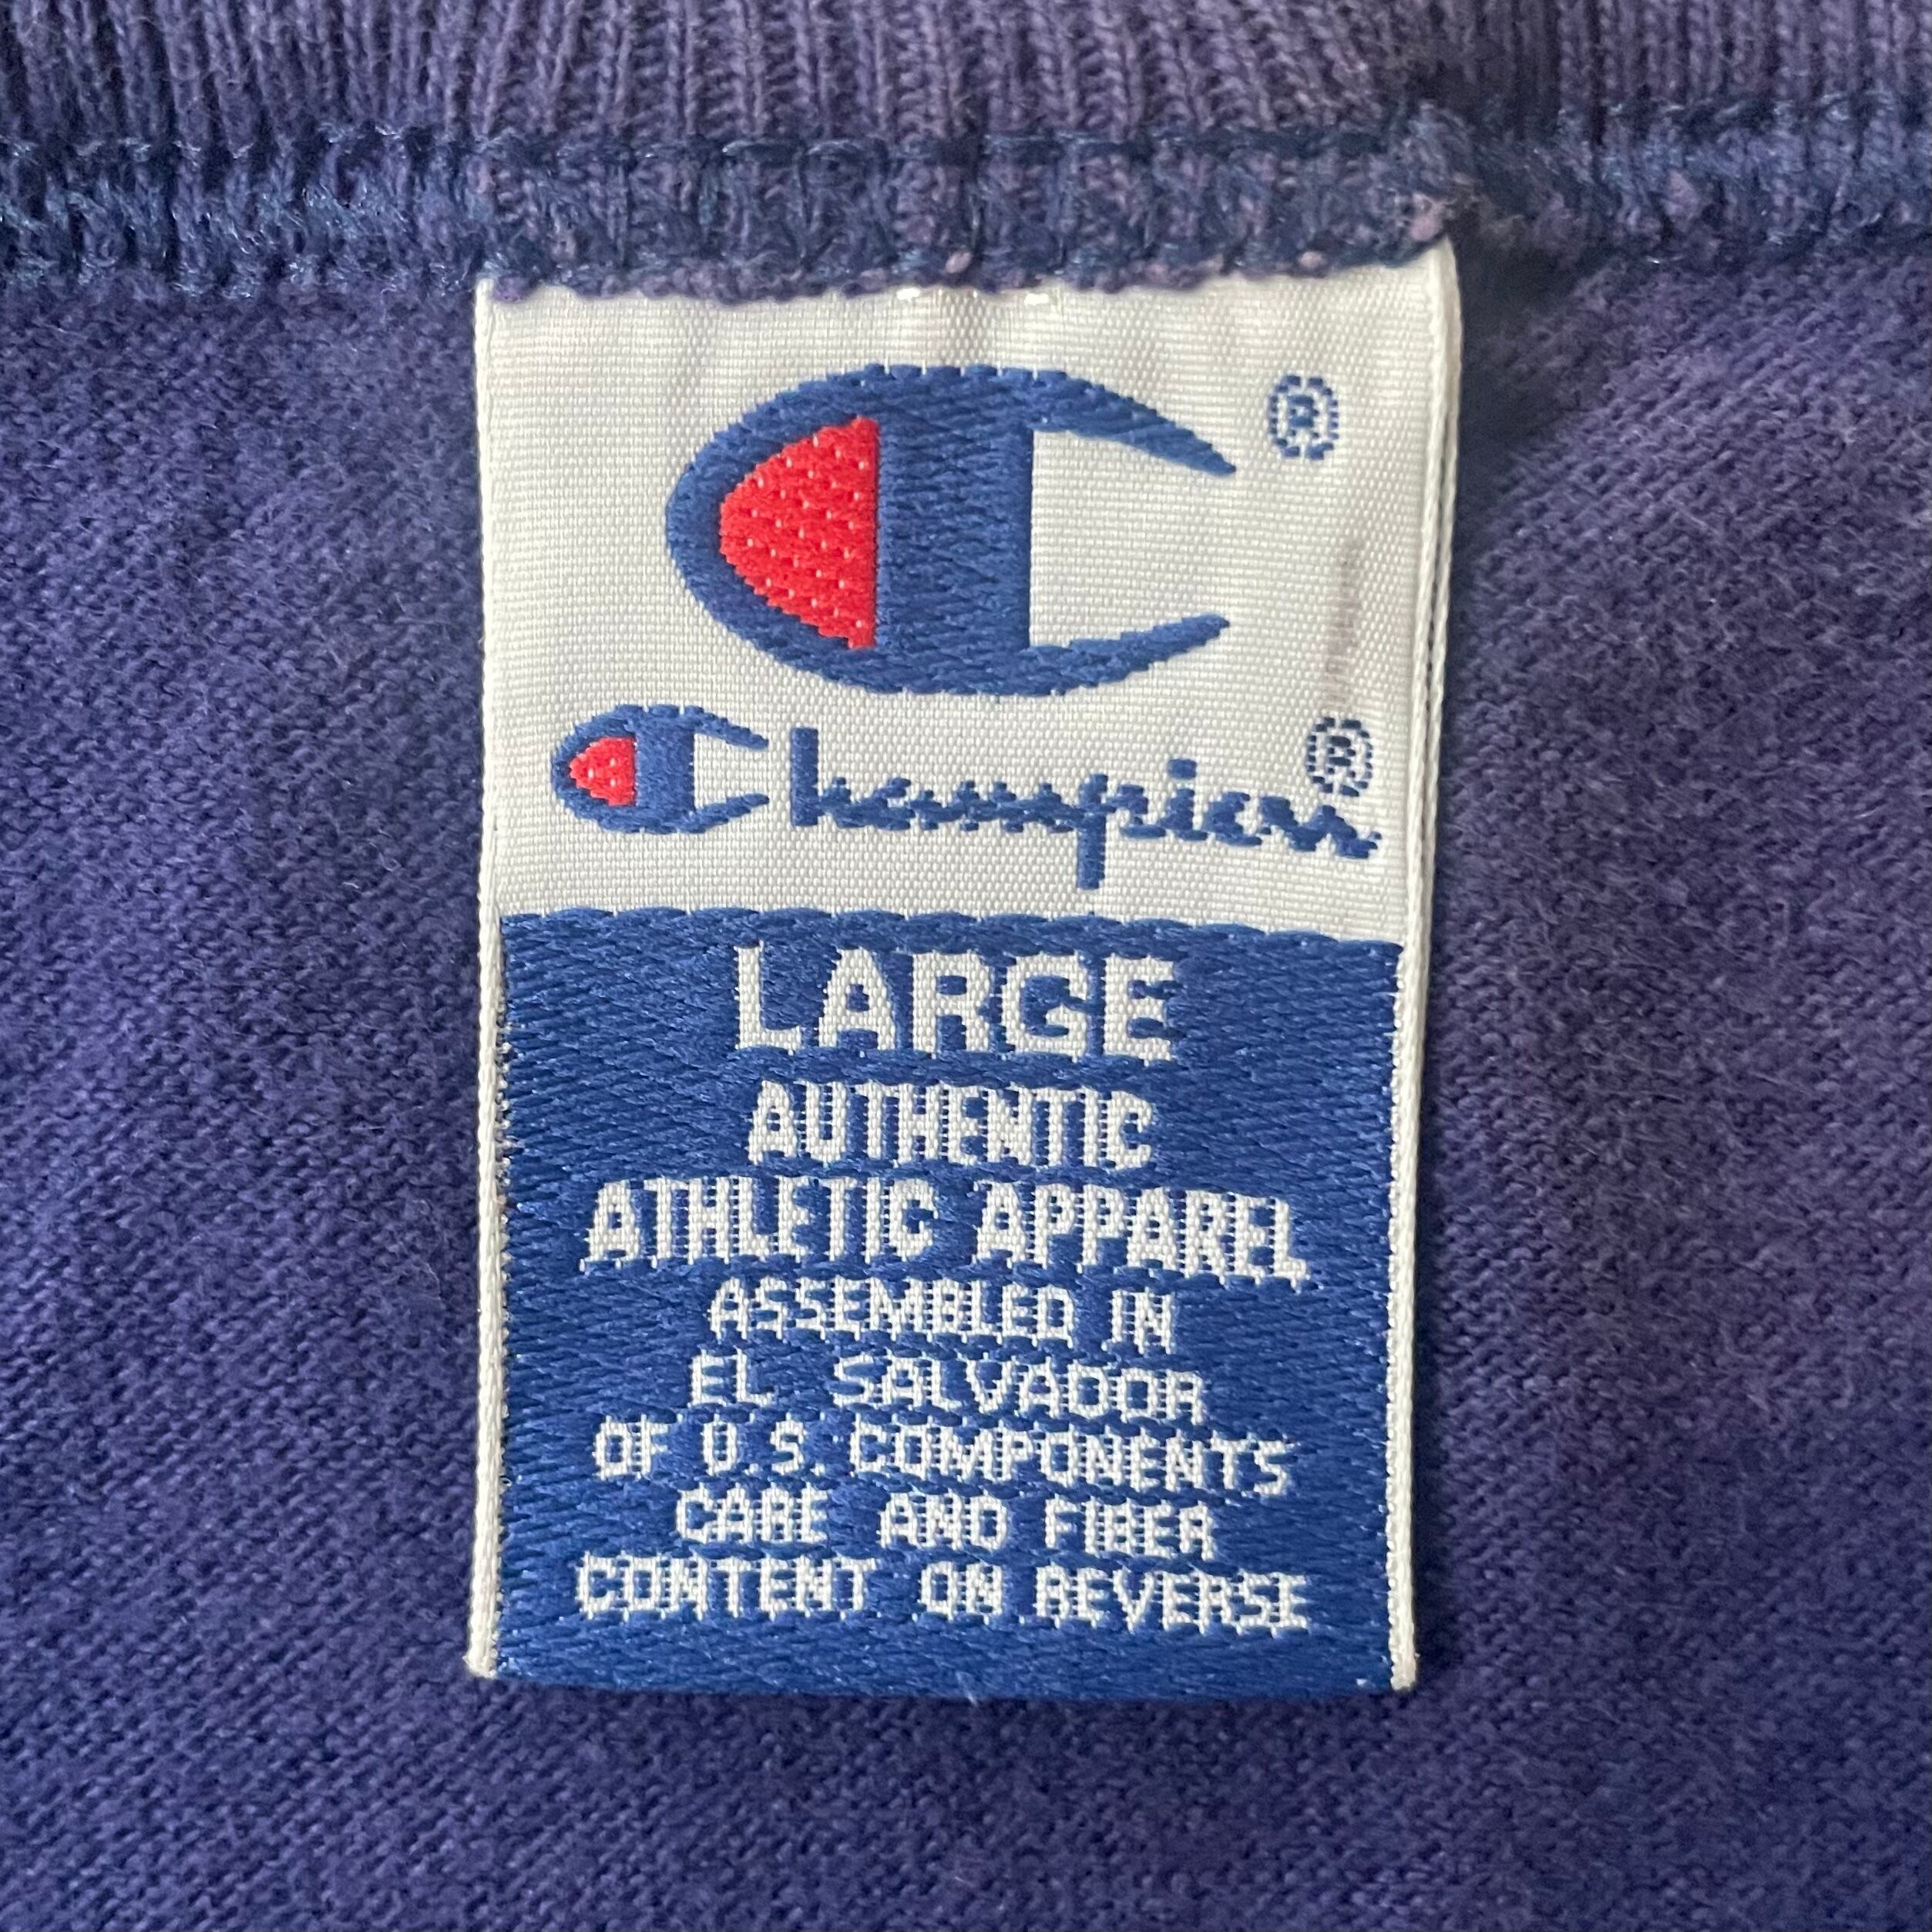 ®
Champion®
LARGE
AUTHENTIC
ATHLETIC APPAREL
ASSEMBLED IN
EL SALVADOR
OF U.S. COMPONENTS
CARE AND FIBER
CONTENT ON REVERSE